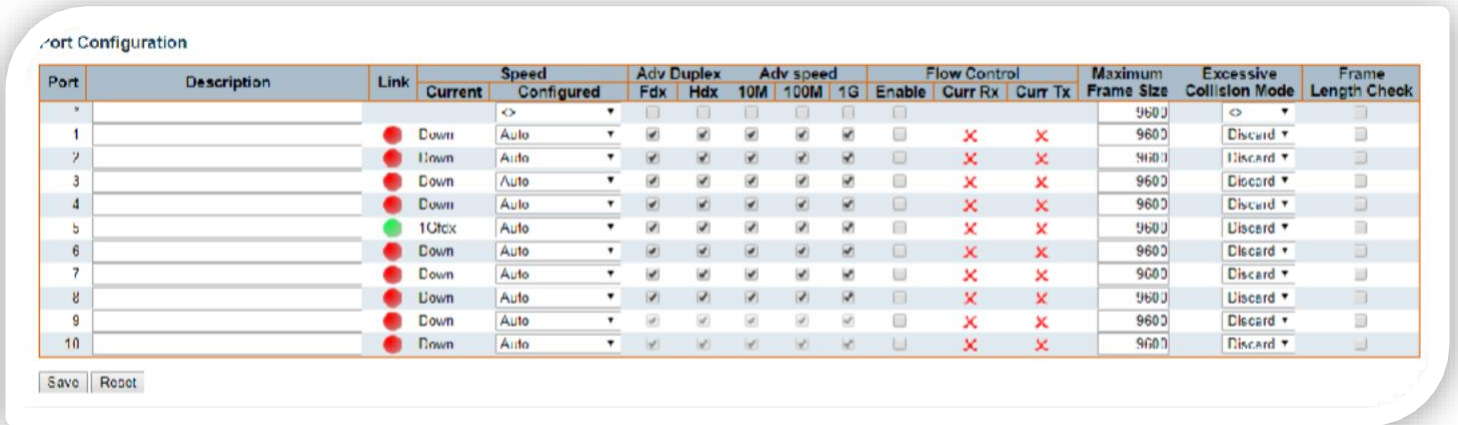 Port Configuration
Port Description Link Speed Adv Duplex Adv speed Flow Control Maximum Frame Size Excessive Collision Mode Frame Length Check
Current Configured Fdx Hdx 10M 100M 1G Enable Curr Rx Curr Tx
* <> 9600 <>
1 Down Auto 9600 Discard
2 Down Auto 9600 Discard
3 Down Auto 9600 Discard
4 Down Auto 9600 Discard
5 1Gfdx Auto 9600 Discard
6 Down Auto 9600 Discard
7 Down Auto 9600 Discard
8 Down Auto 9600 Discard
9 Down Auto 9600 Discard
10 Down Auto 9600 Discard
Save Reset